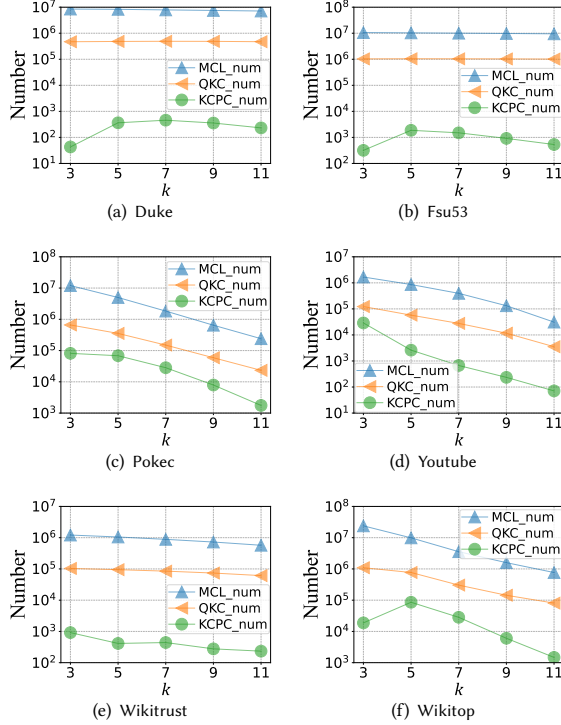 10^7
10^6
10^5
10^4
10^3
10^2
10^1
Number
MCL_num
QKC_num
KCPC_num
3 5 7 9 11
k
(a) Duke
10^7
10^6
10^5
10^4
10^3
10^2
Number
MCL_num
QKC_num
KCPC_num
3 5 7 9 11
k
(b) Fsu53
10^8
10^7
10^6
10^5
10^4
10^3
Number
MCL_num
QKC_num
KCPC_num
3 5 7 9 11
k
(c) Pokec
10^7
10^6
10^5
10^4
10^3
10^2
10^1
Number
MCL_num
QKC_num
KCPC_num
3 5 7 9 11
k
(d) Youtube
10^7
10^6
10^5
10^4
10^3
10^2
Number
MCL_num
QKC_num
KCPC_num
3 5 7 9 11
k
(e) Wikitrust
10^8
10^7
10^6
10^5
10^4
10^3
Number
MCL_num
QKC_num
KCPC_num
3 5 7 9 11
k
(f) Wikitop